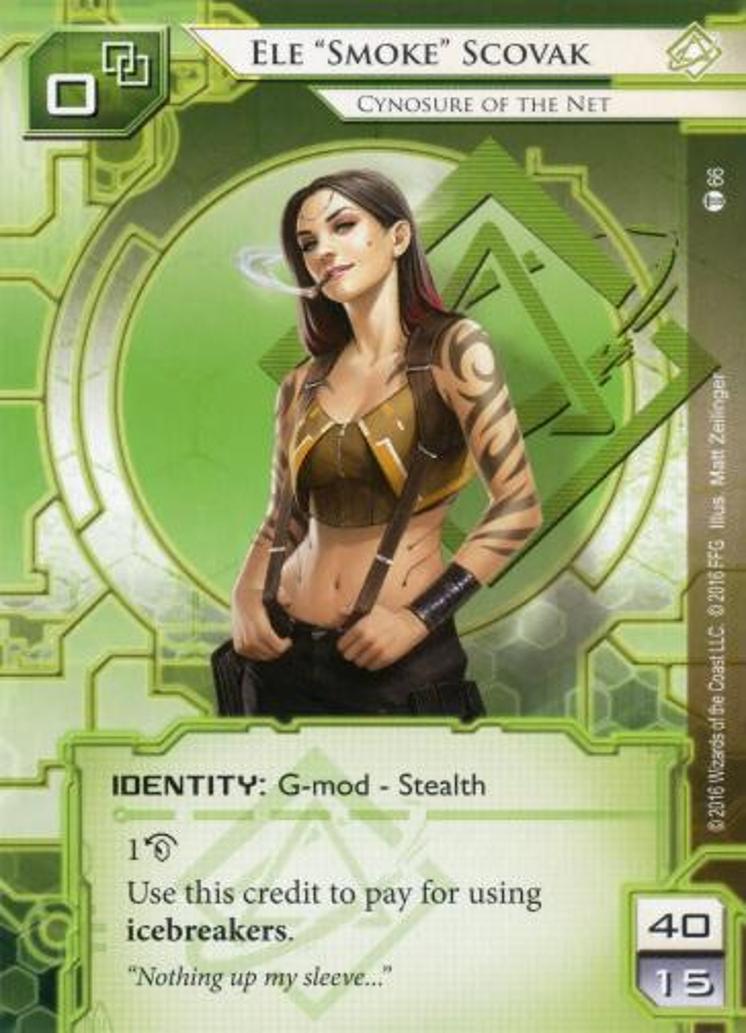 0
ELE "SMOKE" SCOVAK
CYNOSURE OF THE NET
66
© 2016 Wizards of the Coast LLC. © 2016 FFG Illus. Matt Zeilinger
IDENTITY: G-mod - Stealth
1
Use this credit to pay for using
icebreakers.
"Nothing up my sleeve..."
40
15